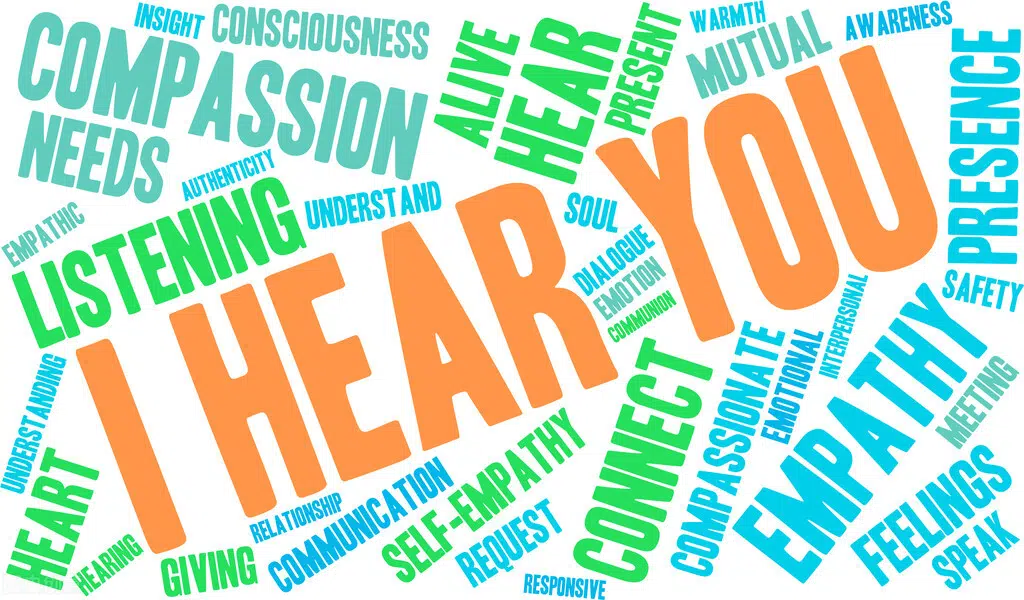 INSIGHT
CONSCIOUSNESS
COMPASSION
NEEDS
ALIVE
HEAR
PRESENT
WARMTH
MUTUAL
AWARENESS
PRESENCE
AUTHENTICITY
EMPATHIC
LISTENING
UNDERSTAND
SOUL
DIALOGUE
EMOTION
COMMUNION
I HEAR YOU
SAFETY
INTERPERSONAL
EMOTIONAL
COMPASSIONATE
EMPATHY
MEETING
CONNECT
UNDERSTANDING
HEART
HEARING
GIVING
RELATIONSHIP
COMMUNICATION
SELF-EMPATHY
REQUEST
RESPONSIVE
FEELINGS
SPEAK